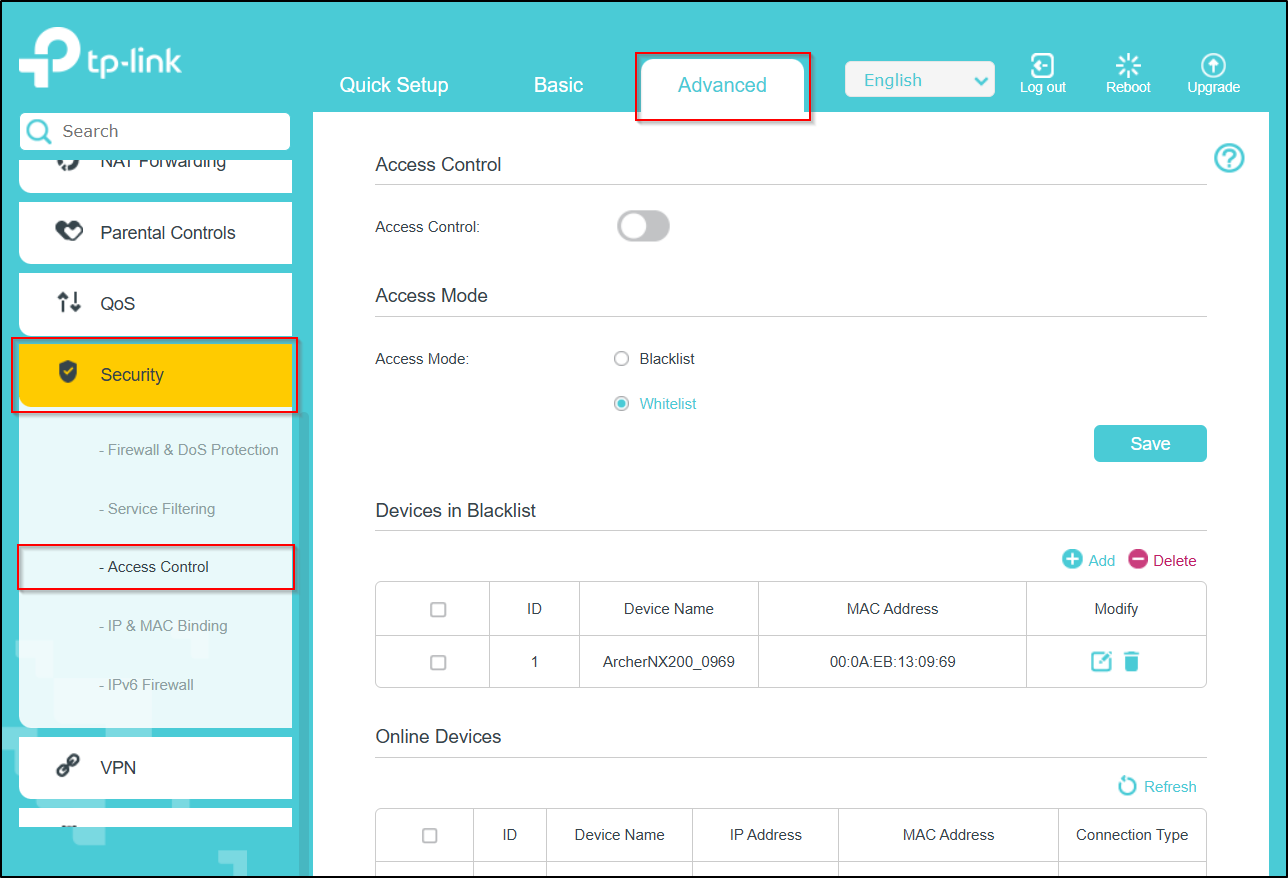 tp-link
Quick Setup
Basic
Advanced
English
Log out
Reboot
Upgrade
Search
NAT Forwarding
Parental Controls
QoS
Security
- Firewall & DoS Protection
- Service Filtering
- Access Control
- IP & MAC Binding
- IPv6 Firewall
VPN
Access Control
?
Access Control:
Access Mode
Access Mode:
Blacklist
Whitelist
Save
Devices in Blacklist
Add
Delete
ID Device Name MAC Address Modify
1 ArcherNX200_0969 00:0A:EB:13:09:69
Online Devices
Refresh
ID Device Name IP Address MAC Address Connection Type